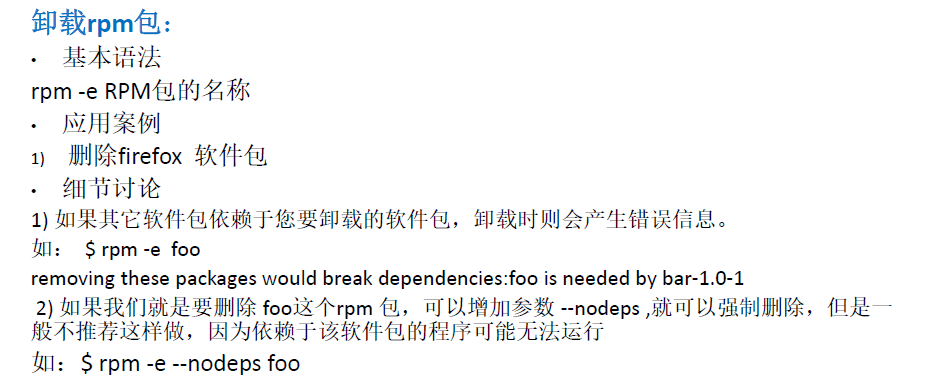 卸载rpm包：
• 基本语法
rpm -e RPM包的名称
• 应用案例
1) 删除firefox 软件包
• 细节讨论
1) 如果其它软件包依赖于您要卸载的软件包，卸载时则会产生错误信息。
如： $ rpm -e foo
removing these packages would break dependencies:foo is needed by bar-1.0-1
2) 如果我们就是要删除 foo这个rpm 包，可以增加参数 --nodeps ,就可以强制删除，但是一
般不推荐这样做，因为依赖于该软件包的程序可能无法运行
如：$ rpm -e --nodeps foo